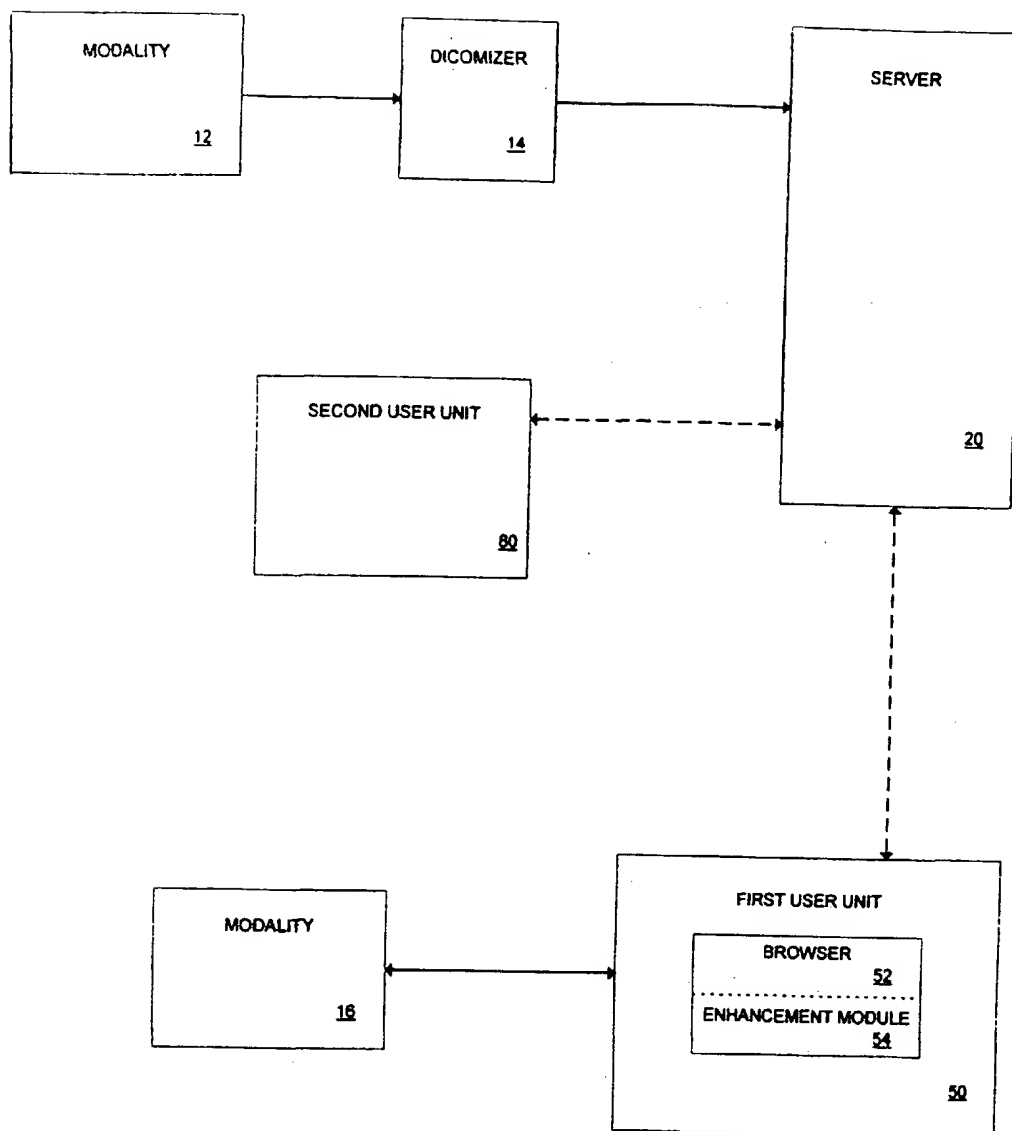 MODALITY
12
DICOMIZER
14
SERVER
20
SECOND USER UNIT
80
MODALITY
16
FIRST USER UNIT
BROWSER
52
ENHANCEMENT MODULE
54
50